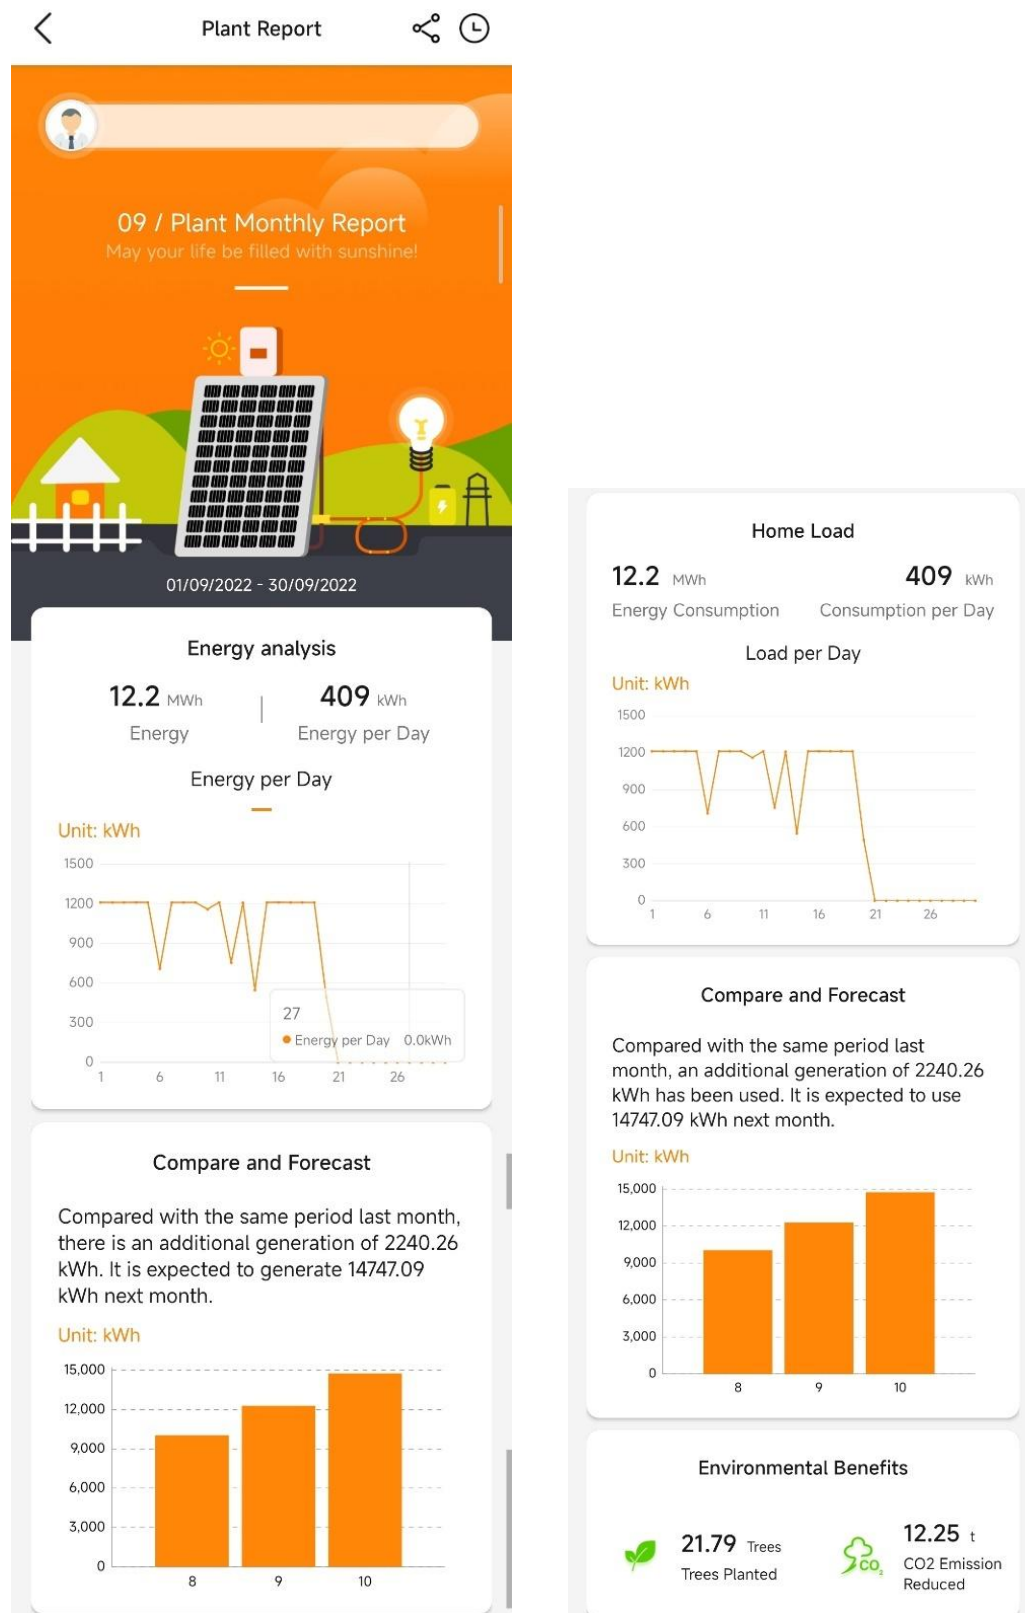 Plant Report
09 / Plant Monthly Report
May your life be filled with sunshine!
01/09/2022 - 30/09/2022
Energy analysis
12.2 MWh
Energy
409 kWh
Energy per Day
Energy per Day
Unit: kWh
1500
1200
900
600
300
0
1 6 11 16 21 26
27
Energy per Day 0.0kWh
Compare and Forecast
Compared with the same period last month,
there is an additional generation of 2240.26
kWh. It is expected to generate 14747.09
kWh next month.
Unit: kWh
15,000
12,000
9,000
6,000
3,000
0
8 9 10
Home Load
12.2 MWh
Energy Consumption
409 kWh
Consumption per Day
Load per Day
Unit: kWh
1500
1200
900
600
300
0
1 6 11 16 21 26
Compare and Forecast
Compared with the same period last
month, an additional generation of 2240.26
kWh has been used. It is expected to use
14747.09 kWh next month.
Unit: kWh
15,000
12,000
9,000
6,000
3,000
0
8 9 10
Environmental Benefits
21.79 Trees
Trees Planted
CO2
12.25 t
CO2 Emission
Reduced